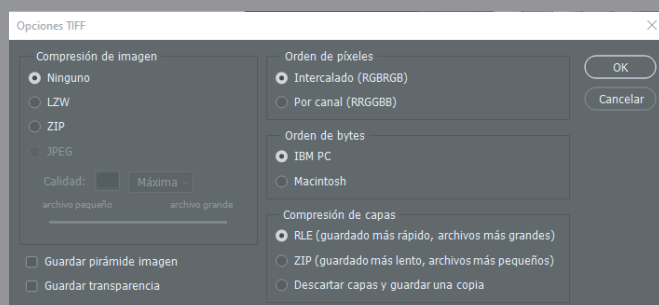 Opciones TIFF
Compresión de imagen
Ninguno
LZW
ZIP
JPEG
Calidad:
Máxima
archivo pequeño
archivo grande
Guardar pirámide imagen
Guardar transparencia
Orden de píxeles
Intercalado (RGBRGB)
Por canal (RRGGBB)
Orden de bytes
IBM PC
Macintosh
Compresión de capas
RLE (guardado más rápido, archivos más grandes)
ZIP (guardado más lento, archivos más pequeños)
Descartar capas y guardar una copia
OK
Cancelar